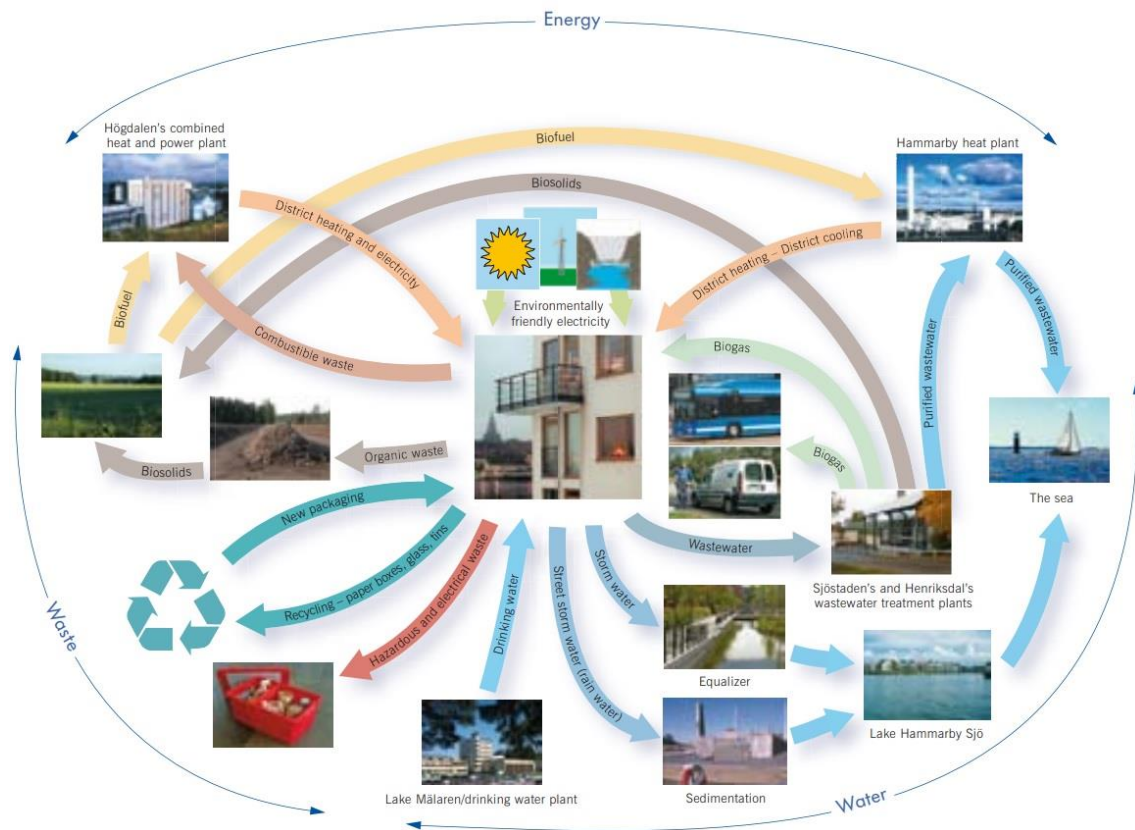 Energy
Högdalen's combined
heat and power plant
Hammarby heat plant
Biofuel
Biosolids
District heating and electricity
District heating – District cooling
Environmentally
friendly electricity
Biofuel
Combustible waste
Biogas
Purified wastewater
Purified wastewater
Biogas
Organic waste
Biosolids
The sea
New packaging
Wastewater
Sjöstaden's and Henriksdal's
wastewater treatment plants
Recycling – paper boxes, glass, tins
Hazardous and electrical waste
Drinking water
Street storm water (rain water)
Storm water
Waste
Equalizer
Lake Hammarby Sjö
Lake Mälaren/drinking water plant
Sedimentation
Water